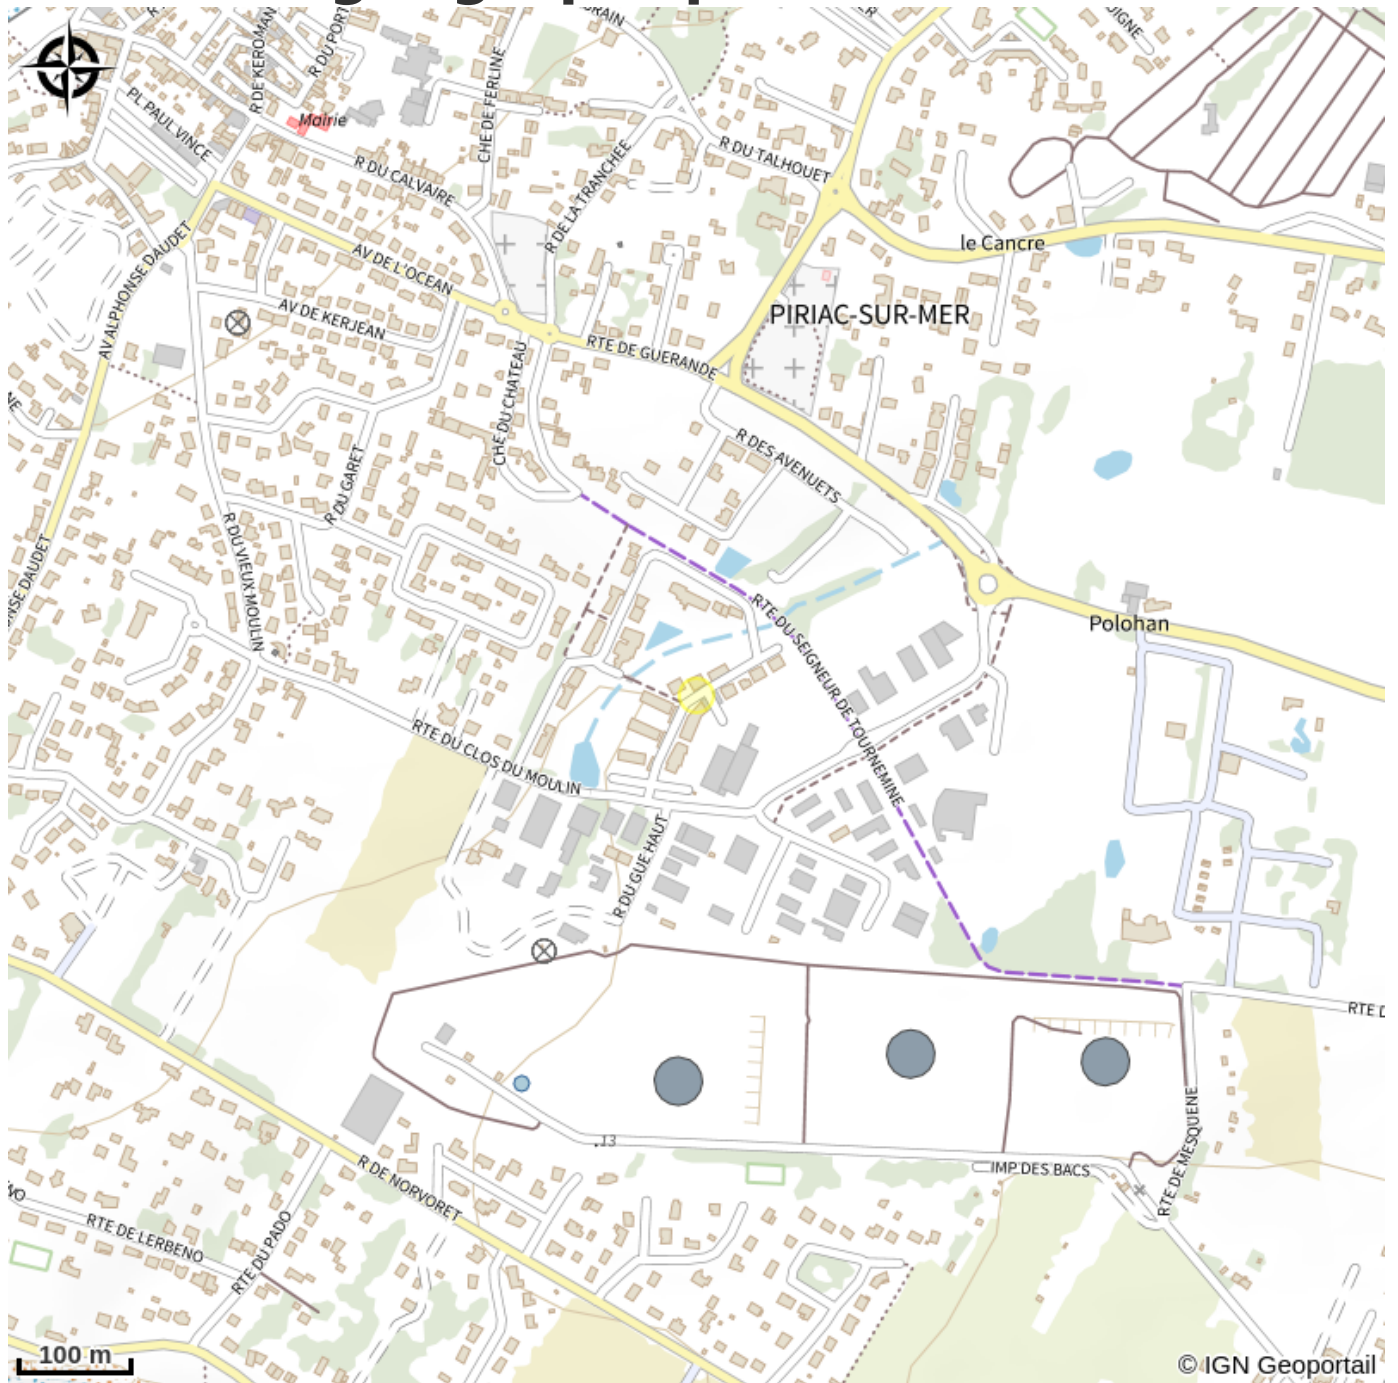 R DE KEROMAN
R DU PORT
PL PAUL VINCE
Mairie
CHE DE FERLINE
R DU CALVAIRE
R DE LA TRANCHEE
R DU TALHOUET
le Cancre
AV ALPHONSE DAUDET
AV DE L'OCEAN
AV DE KERJEAN
PIRIAC-SUR-MER
RTE DE GUERANDE
CHE DU CHATEAU
R DES AVENUETS
R DU GARET
R DU VIEUX MOULIN
NSE DAUDET
RTE DU SEIGNEUR DE TOURNEMINE
Polohan
RTE DU CLOS DU MOULIN
R DU GUE HAUT
RTE D
13
IMP DES BACS
RTE DE MESQUENE
R DE NORVORET
RTE DE LERBENO
RTE DU PADO
100 m
© IGN Geoportail